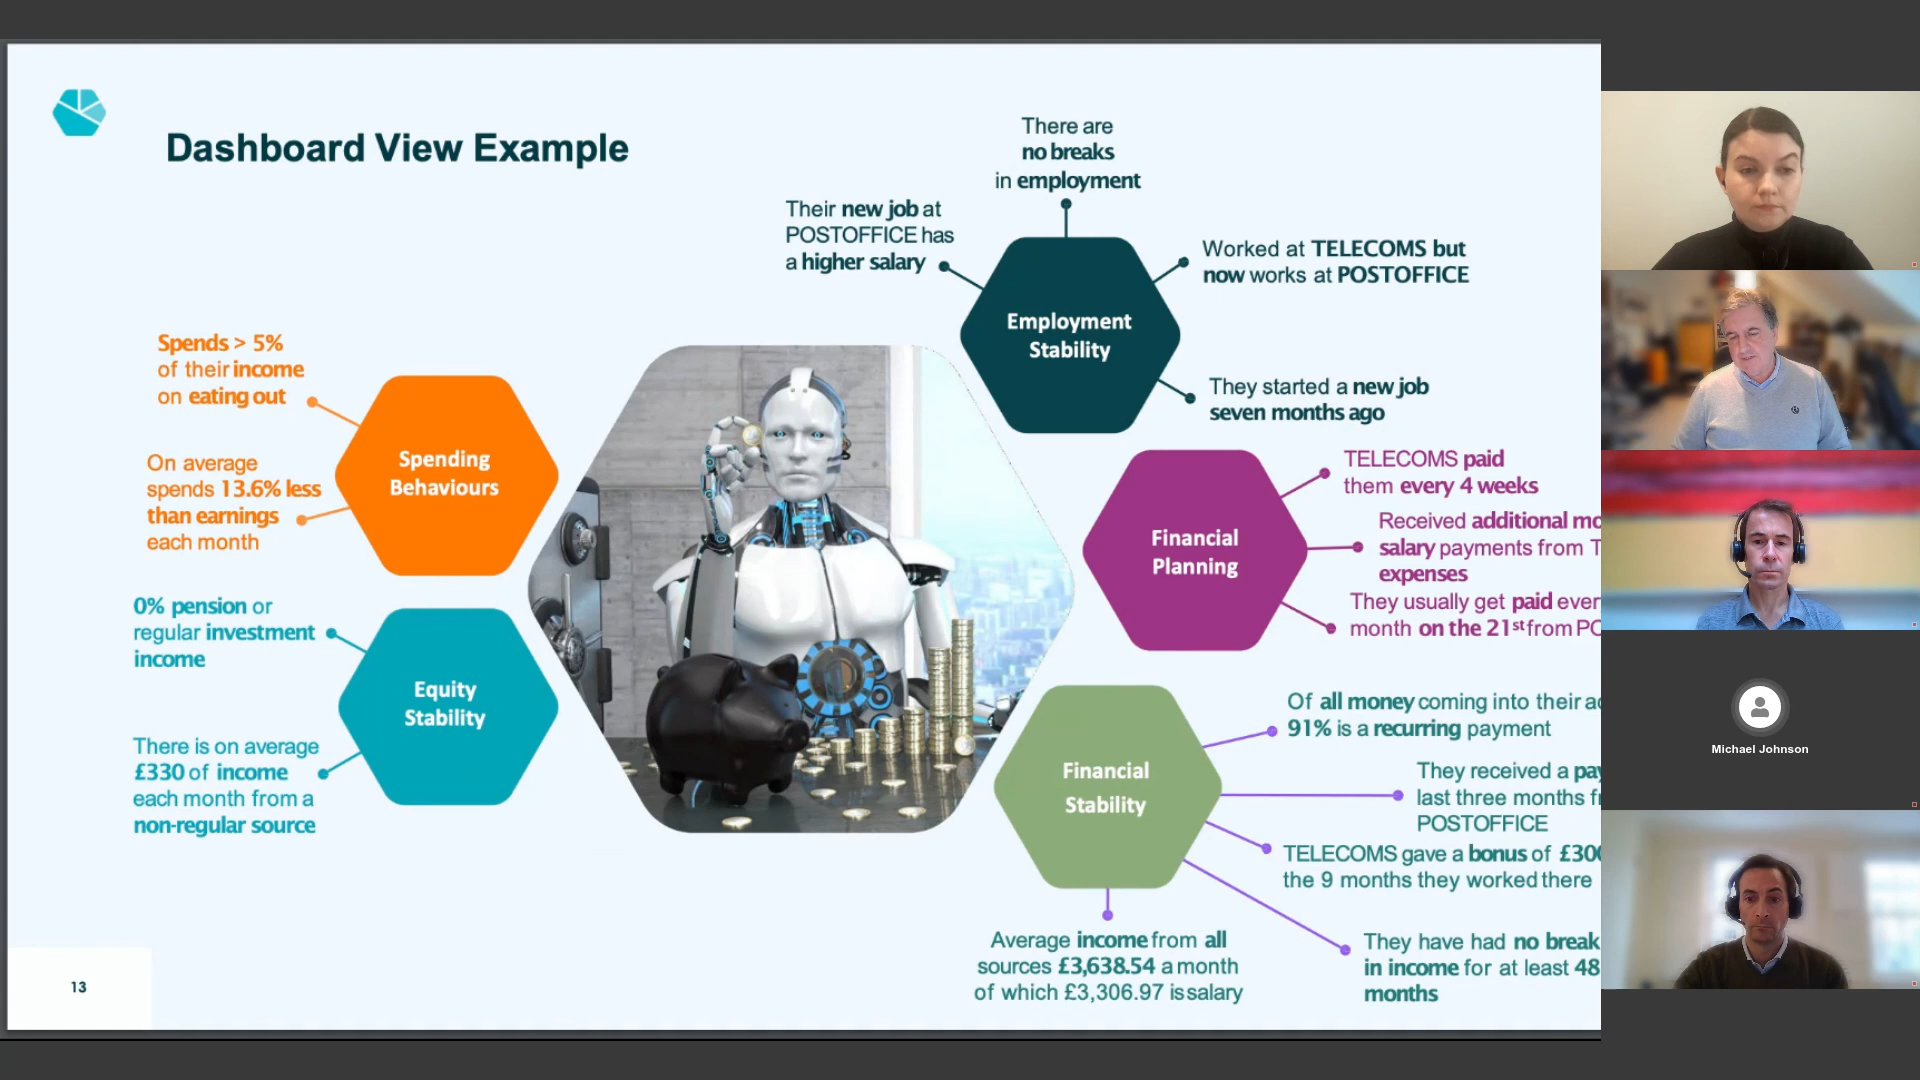 Dashboard View Example
There are
no breaks
in employment
Their new job at
POSTOFFICE has
a higher salary
Worked at TELECOMS but
now works at POSTOFFICE
Employment
Stability
They started a new job
seven months ago
Spends > 5%
of their income
on eating out
Spending
Behaviours
On average
spends 13.6% less
than earnings
each month
TELECOMS paid
them every 4 weeks
Received additional mo
salary payments from T
expenses
Financial
Planning
They usually get paid ever
month on the 21st from PO
0% pension or
regular investment
income
Equity
Stability
There is on average
£330 of income
each month from a
non-regular source
Of all money coming into their ac
91% is a recurring payment
Financial
Stability
They received a pay
last three months f
POSTOFFICE
TELECOMS gave a bonus of £300
the 9 months they worked there
Average income from all
sources £3,638.54 a month
of which £3,306.97 is salary
They have had no break
in income for at least 48
months
13
Michael Johnson